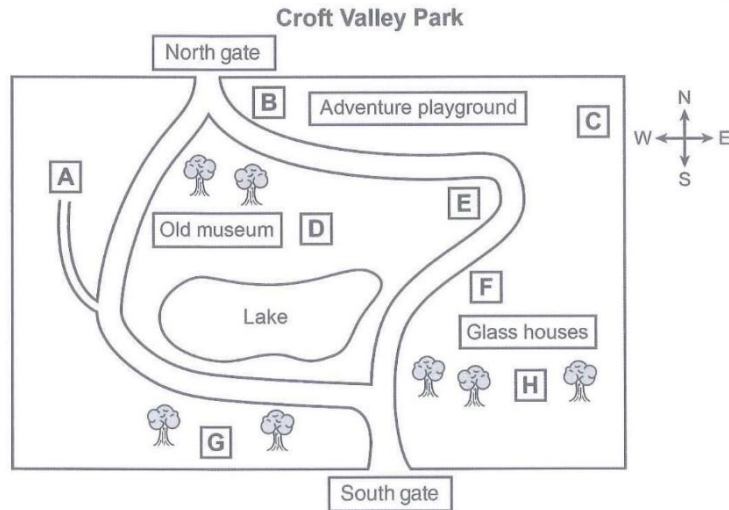 Croft Valley Park
North gate
B
Adventure playground
C
N
W E
S
A
E
Old museum
D
F
Lake
Glass houses
H
G
South gate